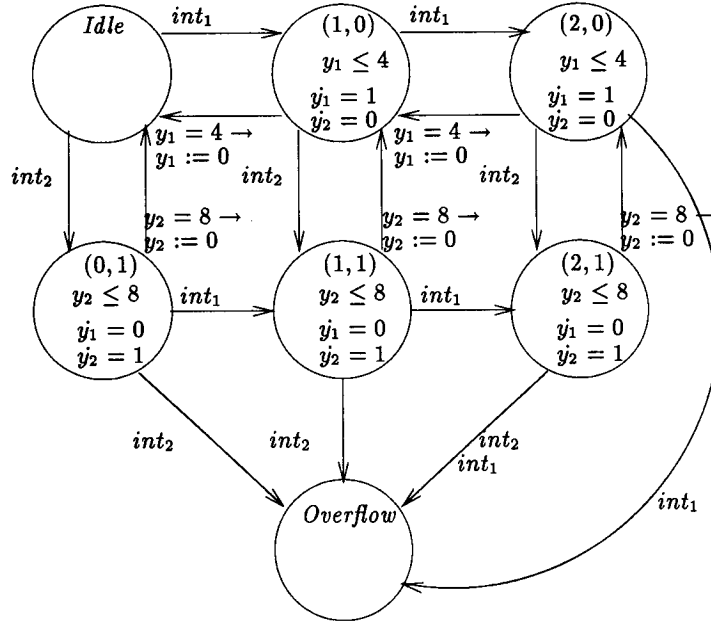 Idle
int₁
(1,0)
y₁ ≤ 4
ẏ₁ = 1
ẏ₂ = 0
int₁
(2,0)
y₁ ≤ 4
ẏ₁ = 1
ẏ₂ = 0
y₁ = 4 →
y₁ := 0
y₁ = 4 →
y₁ := 0
int₂
int₂
int₂
y₂ = 8 →
y₂ := 0
y₂ = 8 →
y₂ := 0
y₂ = 8 –
y₂ := 0
(0,1)
y₂ ≤ 8
ẏ₁ = 0
ẏ₂ = 1
int₁
(1,1)
y₂ ≤ 8
ẏ₁ = 0
ẏ₂ = 1
int₁
(2,1)
y₂ ≤ 8
ẏ₁ = 0
ẏ₂ = 1
int₂
int₂
int₂
int₁
int₁
Overflow